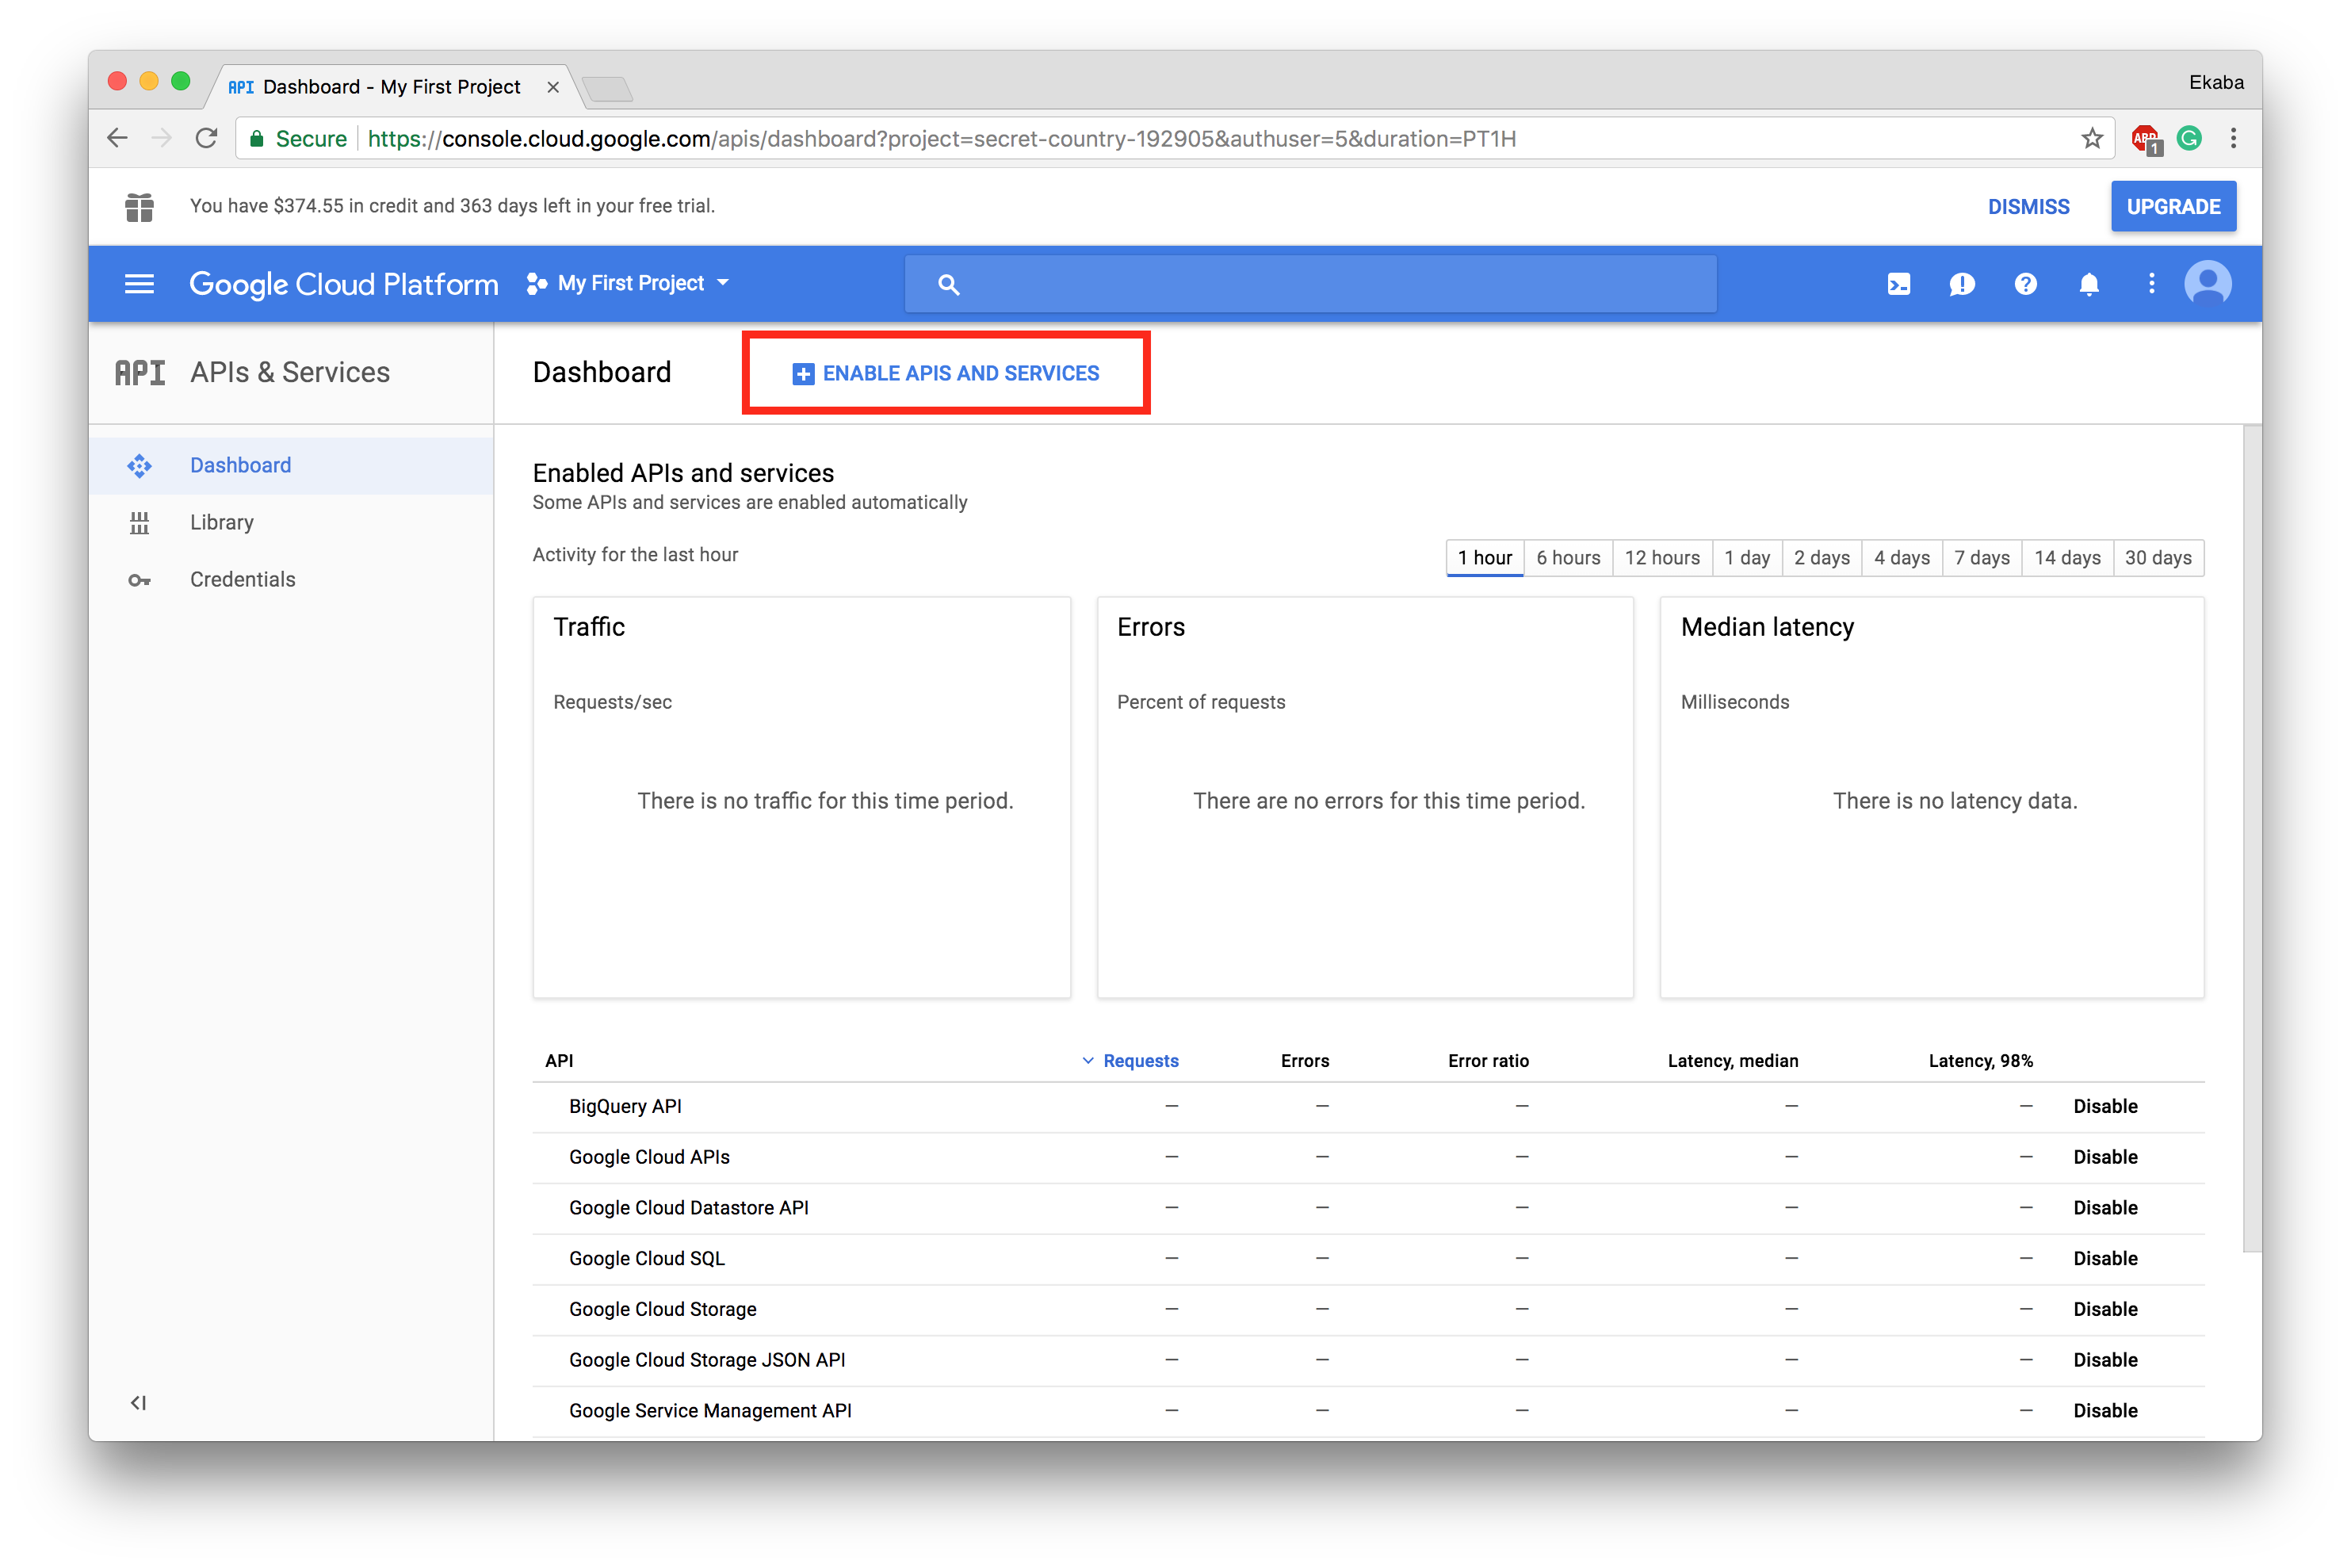 API Dashboard - My First Project
Ekaba
Secure https://console.cloud.google.com/apis/dashboard?project=secret-country-192905&authuser=5&duration=PT1H
ABP 1 G
You have $374.55 in credit and 363 days left in your free trial.
DISMISS UPGRADE
Google Cloud Platform My First Project
API APIs & Services
Dashboard
Library
Credentials
Dashboard ENABLE APIS AND SERVICES
Enabled APIs and services
Some APIs and services are enabled automatically
Activity for the last hour
1 hour 6 hours 12 hours 1 day 2 days 4 days 7 days 14 days 30 days
Traffic
Requests/sec
There is no traffic for this time period.
Errors
Percent of requests
There are no errors for this time period.
Median latency
Milliseconds
There is no latency data.
API Requests Errors Error ratio Latency, median Latency, 98%
BigQuery API — — — — — Disable
Google Cloud APIs — — — — — Disable
Google Cloud Datastore API — — — — — Disable
Google Cloud SQL — — — — — Disable
Google Cloud Storage — — — — — Disable
Google Cloud Storage JSON API — — — — — Disable
Google Service Management API — — — — — Disable